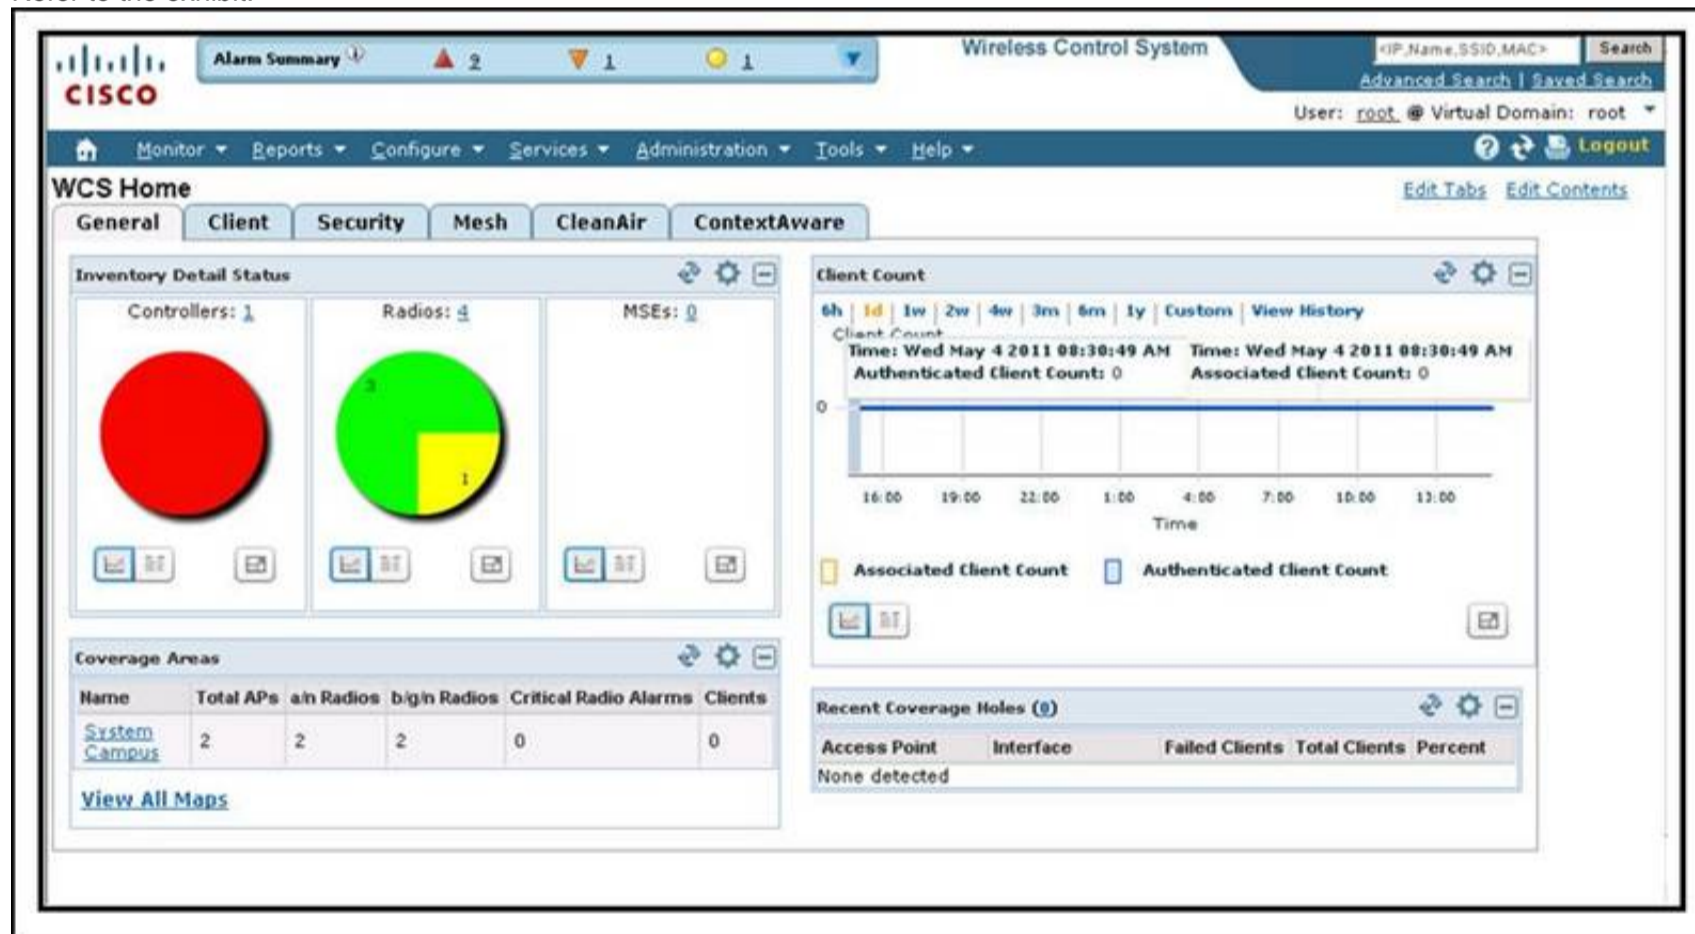 Refer to the exhibit.
CISCO
Alarm Summary 2 1 1
Wireless Control System
<IP,Name,SSID,MAC> Search
Advanced Search | Saved Search
User: root @ Virtual Domain: root
Monitor Reports Configure Services Administration Tools Help Logout
WCS Home
Edit Tabs Edit Contents
General Client Security Mesh CleanAir ContextAware
Inventory Detail Status
Controllers: 1 Radios: 4 MSEs: 0
3
1
Client Count
6h | 1d | 1w | 2w | 4w | 3m | 6m | 1y | Custom | View History
Client Count
Time: Wed May 4 2011 08:30:49 AM Time: Wed May 4 2011 08:30:49 AM
Authenticated Client Count: 0 Associated Client Count: 0
0
16:00 19:00 22:00 1:00 4:00 7:00 10:00 13:00
Time
Associated Client Count Authenticated Client Count
Coverage Areas
Name Total APs a/n Radios b/g/n Radios Critical Radio Alarms Clients
System Campus 2 2 2 0 0
View All Maps
Recent Coverage Holes (0)
Access Point Interface Failed Clients Total Clients Percent
None detected